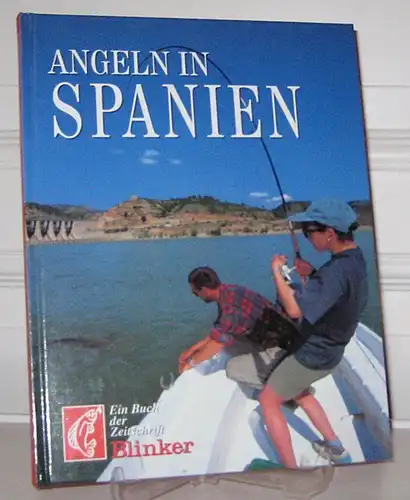 ANGELN IN
SPANIEN
Ein Buch
der
Zeitschrift
Blinker